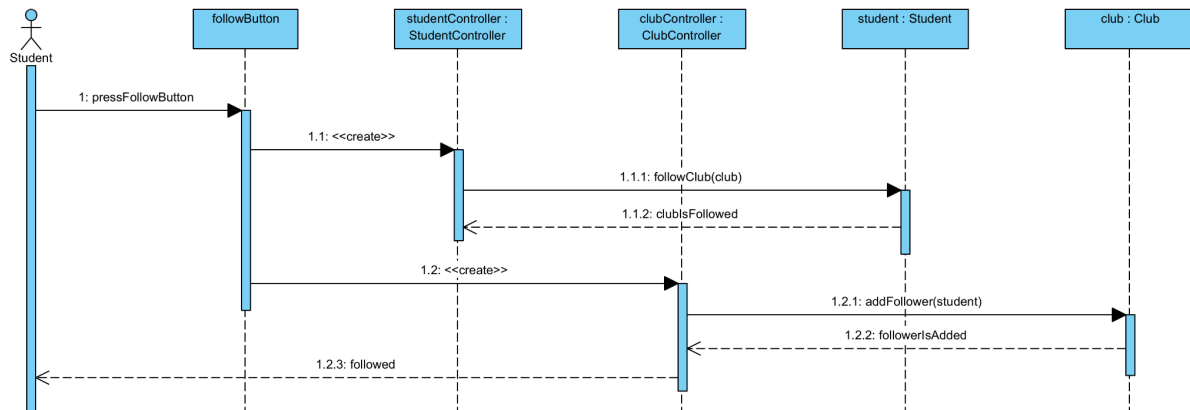 followButton
studentController :
StudentController
clubController :
ClubController
student : Student
club : Club
Student
1: pressFollowButton
1.1: <<create>>
1.1.1: followClub(club)
1.1.2: clubIsFollowed
1.2: <<create>>
1.2.1: addFollower(student)
1.2.2: followerIsAdded
1.2.3: followed